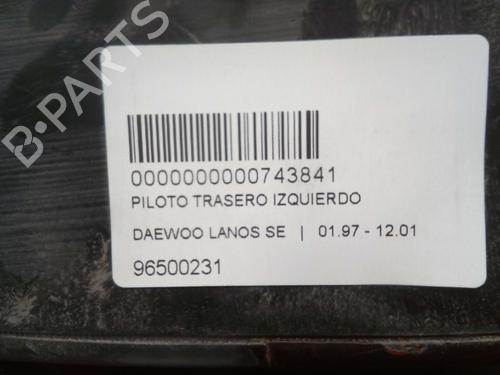 B-PARTS
0000000000743841
PILOTO TRASERO IZQUIERDO
DAEWOO LANOS SE | 01.97 - 12.01
96500231